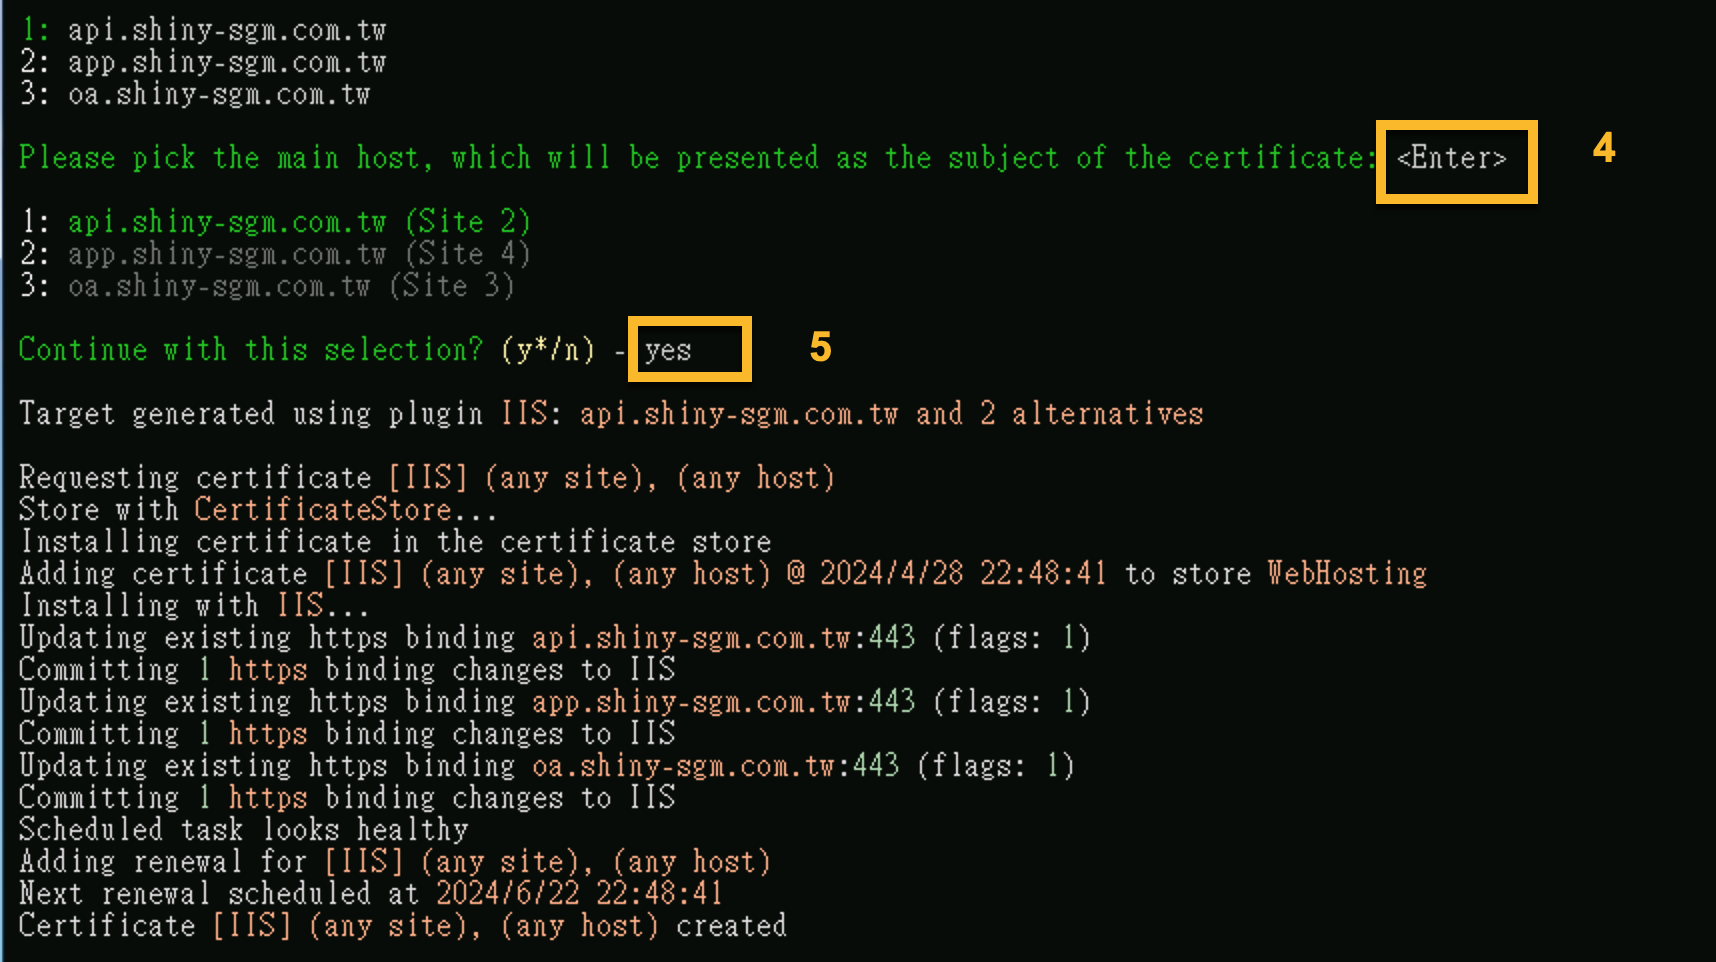 1: api.shiny-sgm.com.tw
2: app.shiny-sgm.com.tw
3: oa.shiny-sgm.com.tw
Please pick the main host, which will be presented as the subject of the certificate: <Enter> 4
1: api.shiny-sgm.com.tw (Site 2)
2: app.shiny-sgm.com.tw (Site 4)
3: oa.shiny-sgm.com.tw (Site 3)
Continue with this selection? (y*/n) - yes 5
Target generated using plugin IIS: api.shiny-sgm.com.tw and 2 alternatives
Requesting certificate [IIS] (any site), (any host)
Store with CertificateStore...
Installing certificate in the certificate store
Adding certificate [IIS] (any site), (any host) @ 2024/4/28 22:48:41 to store WebHosting
Installing with IIS...
Updating existing https binding api.shiny-sgm.com.tw:443 (flags: 1)
Committing 1 https binding changes to IIS
Updating existing https binding app.shiny-sgm.com.tw:443 (flags: 1)
Committing 1 https binding changes to IIS
Updating existing https binding oa.shiny-sgm.com.tw:443 (flags: 1)
Committing 1 https binding changes to IIS
Scheduled task looks healthy
Adding renewal for [IIS] (any site), (any host)
Next renewal scheduled at 2024/6/22 22:48:41
Certificate [IIS] (any site), (any host) created